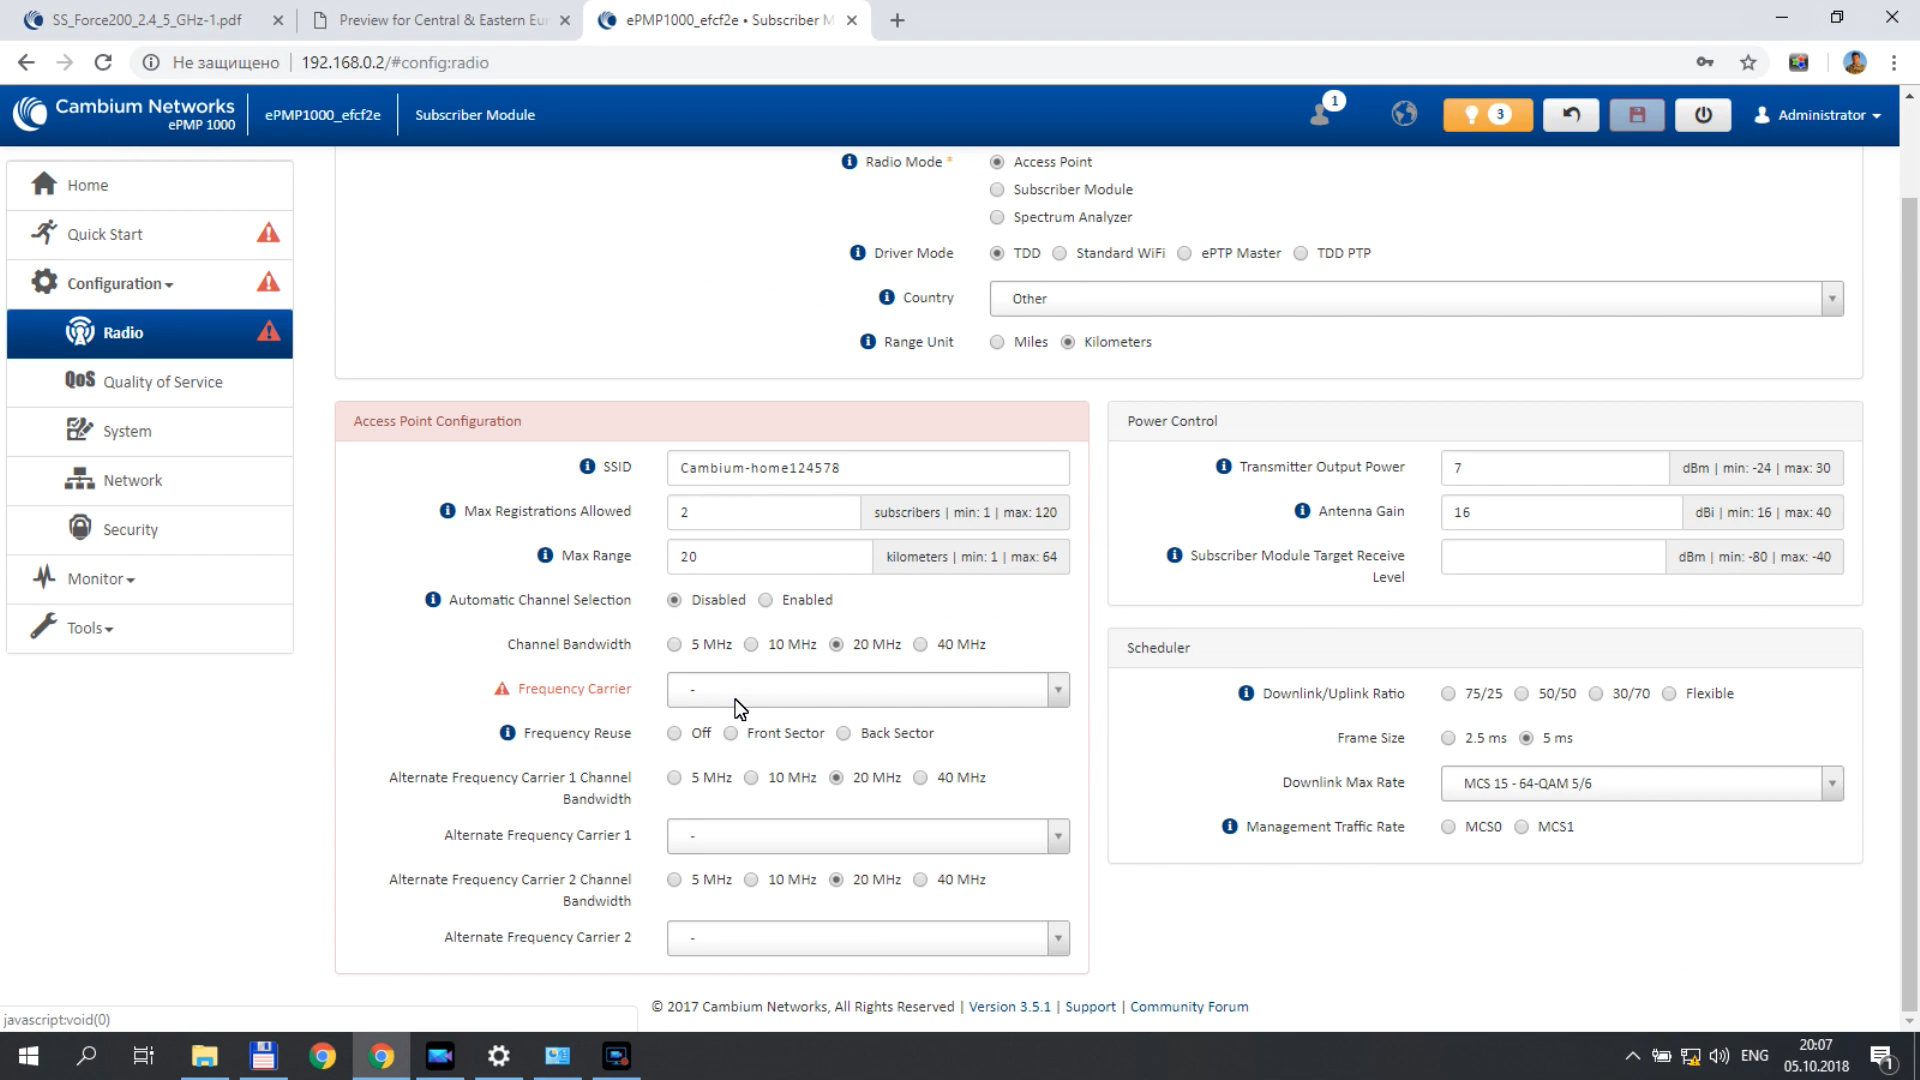 SS_Force200_2.4_5_GHz-1.pdf
Preview for Central & Eastern Eu
ePMP1000_efcf2e • Subscriber M
Не защищено
192.168.0.2/#config:radio
Cambium Networks
ePMP 1000
ePMP1000_efcf2e
Subscriber Module
1
3
Administrator
Home
Quick Start
Configuration
Radio
QoS Quality of Service
System
Network
Security
Monitor
Tools
Radio Mode *
Access Point
Subscriber Module
Spectrum Analyzer
Driver Mode
TDD Standard WiFi ePTP Master TDD PTP
Country
Other
Range Unit
Miles Kilometers
Access Point Configuration
SSID
Cambium-home124578
Max Registrations Allowed
2
subscribers | min: 1 | max: 120
Max Range
20
kilometers | min: 1 | max: 64
Automatic Channel Selection
Disabled Enabled
Channel Bandwidth
5 MHz 10 MHz 20 MHz 40 MHz
Frequency Carrier
-
Frequency Reuse
Off Front Sector Back Sector
Alternate Frequency Carrier 1 Channel
Bandwidth
5 MHz 10 MHz 20 MHz 40 MHz
Alternate Frequency Carrier 1
-
Alternate Frequency Carrier 2 Channel
Bandwidth
5 MHz 10 MHz 20 MHz 40 MHz
Alternate Frequency Carrier 2
-
Power Control
Transmitter Output Power
7
dBm | min: -24 | max: 30
Antenna Gain
16
dBi | min: 16 | max: 40
Subscriber Module Target Receive
Level
dBm | min: -80 | max: -40
Scheduler
Downlink/Uplink Ratio
75/25 50/50 30/70 Flexible
Frame Size
2.5 ms 5 ms
Downlink Max Rate
MCS 15 - 64-QAM 5/6
Management Traffic Rate
MCS0 MCS1
© 2017 Cambium Networks, All Rights Reserved | Version 3.5.1 | Support | Community Forum
javascript:void(0)
ENG
20:07
05.10.2018
1